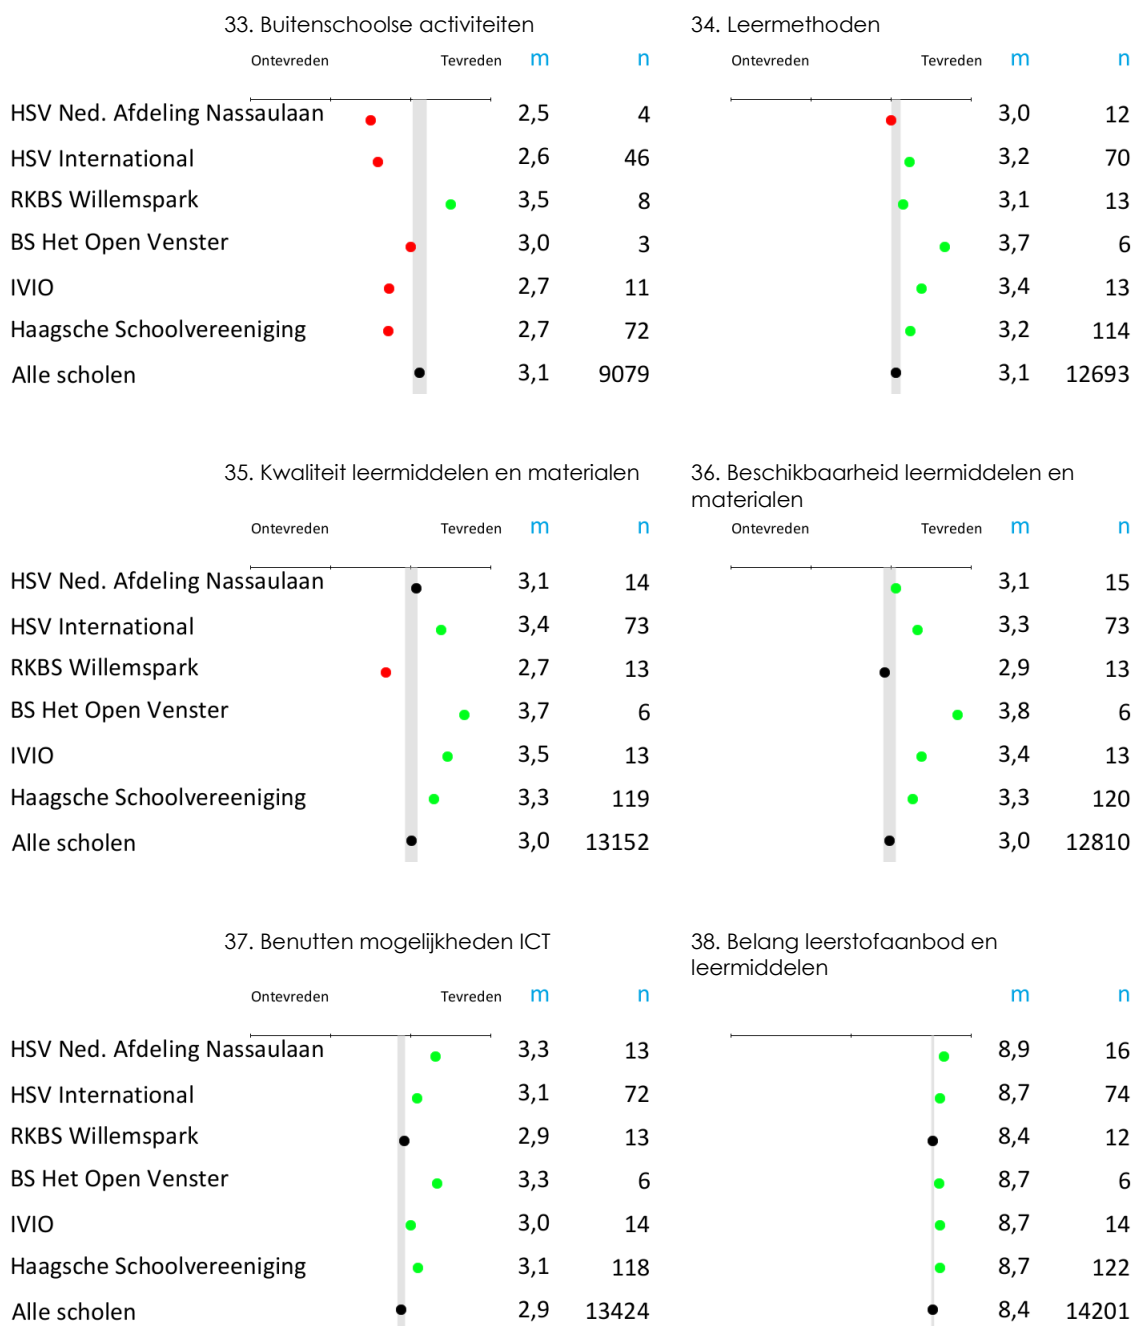 33. Buitenschoolse activiteiten
Ontevreden Tevreden m n
HSV Ned. Afdeling Nassaulaan 2,5 4
HSV International 2,6 46
RKBS Willemspark 3,5 8
BS Het Open Venster 3,0 3
IVIO 2,7 11
Haagsche Schoolvereeniging 2,7 72
Alle scholen 3,1 9079
34. Leermethoden
Ontevreden Tevreden m n
3,0 12
3,2 70
3,1 13
3,7 6
3,4 13
3,2 114
3,1 12693
35. Kwaliteit leermiddelen en materialen
Ontevreden Tevreden m n
HSV Ned. Afdeling Nassaulaan 3,1 14
HSV International 3,4 73
RKBS Willemspark 2,7 13
BS Het Open Venster 3,7 6
IVIO 3,5 13
Haagsche Schoolvereeniging 3,3 119
Alle scholen 3,0 13152
36. Beschikbaarheid leermiddelen en
materialen
Ontevreden Tevreden m n
3,1 15
3,3 73
2,9 13
3,8 6
3,4 13
3,3 120
3,0 12810
37. Benutten mogelijkheden ICT
Ontevreden Tevreden m n
HSV Ned. Afdeling Nassaulaan 3,3 13
HSV International 3,1 72
RKBS Willemspark 2,9 13
BS Het Open Venster 3,3 6
IVIO 3,0 14
Haagsche Schoolvereeniging 3,1 118
Alle scholen 2,9 13424
38. Belang leerstofaanbod en
leermiddelen
m n
8,9 16
8,7 74
8,4 12
8,7 6
8,7 14
8,7 122
8,4 14201